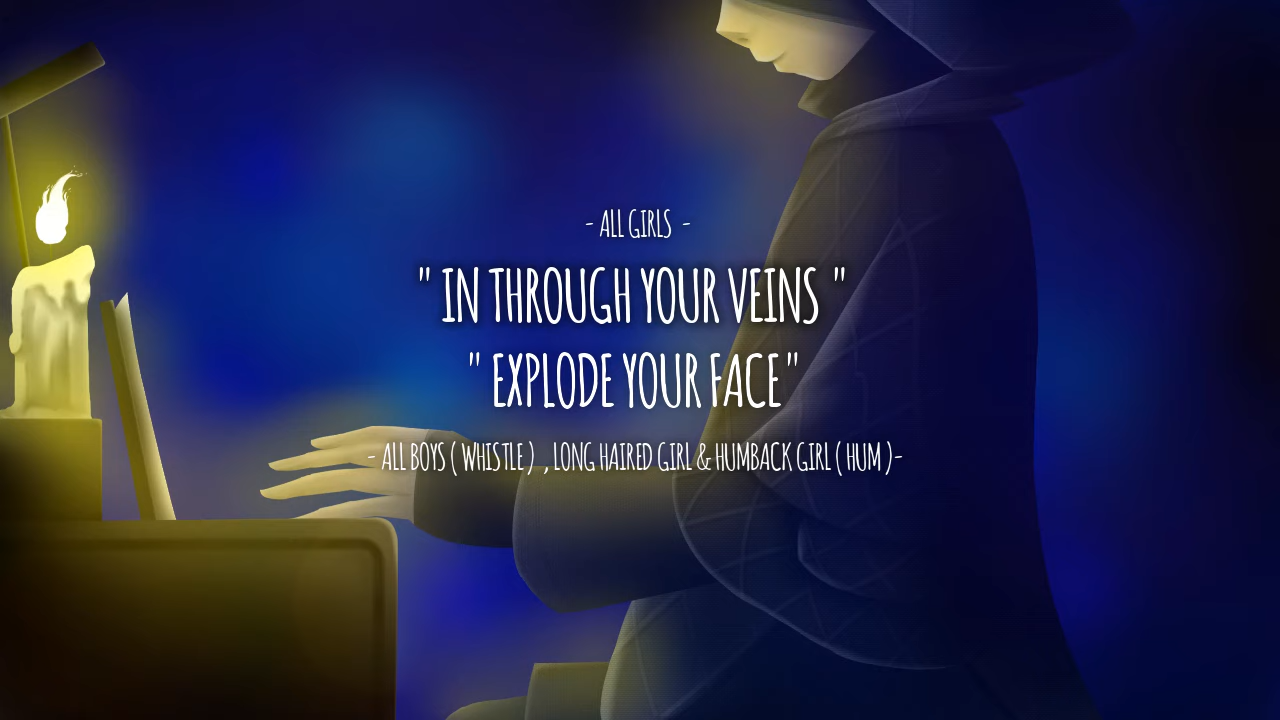 - ALL GIRLS -
" IN THROUGH YOUR VEINS "
" EXPLODE YOUR FACE"
- ALL BOYS ( WHISTLE ) , LONG HAIRED GIRL & HUMBACK GIRL ( HUM )-